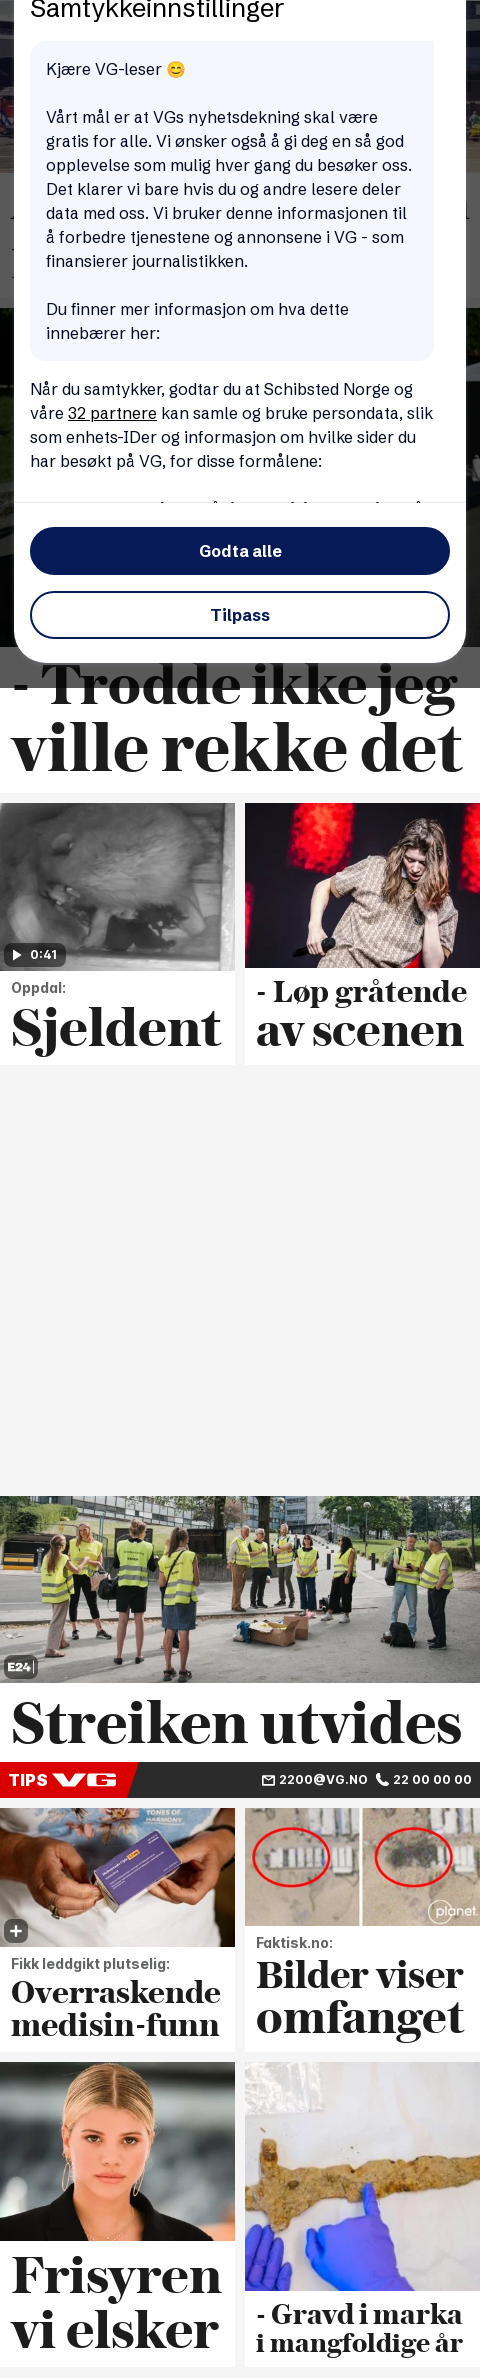 Samtykkeinnstillinger
Kjære VG-leser 😊
Vårt mål er at VGs nyhetsdekning skal være
gratis for alle. Vi ønsker også å gi deg en så god
opplevelse som mulig hver gang du besøker oss.
Det klarer vi bare hvis du og andre lesere deler
data med oss. Vi bruker denne informasjonen til
å forbedre tjenestene og annonsene i VG - som
finansierer journalistikken.
Du finner mer informasjon om hva dette
innebærer her:
Når du samtykker, godtar du at Schibsted Norge og
våre 32 partnere kan samle og bruke persondata, slik
som enhets-IDer og informasjon om hvilke sider du
har besøkt på VG, for disse formålene:
Godta alle
Tilpass
- Trodde ikke jeg
ville rekke det
0:41
Oppdal:
Sjeldent
- Løp gråtende
av scenen
E24
Streiken utvides
TIPS VG
2200@VG.NO 22 00 00 00
TONES OF
HARMONY
Fikk leddgikt plutselig:
Overraskende
medisin-funn
planet.
Faktisk.no:
Bilder viser
omfanget
Frisyren
vi elsker
- Gravd i marka
i mangfoldige år